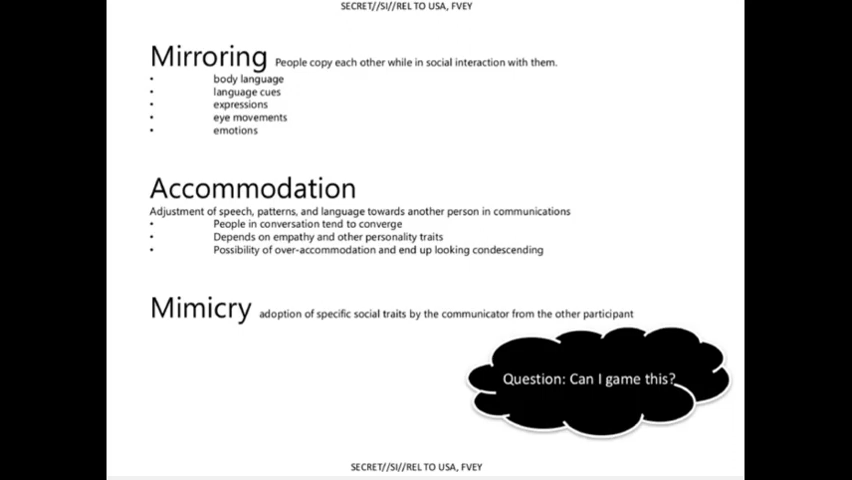 SECRET//SI//REL TO USA, FVEY
Mirroring People copy each other while in social interaction with them.
• body language
• language cues
• expressions
• eye movements
• emotions
Accommodation
Adjustment of speech, patterns, and language towards another person in communications
• People in conversation tend to converge
• Depends on empathy and other personality traits
• Possibility of over-accommodation and end up looking condescending
Mimicry adoption of specific social traits by the communicator from the other participant
Question: Can I game this?
SECRET//SI//REL TO USA, FVEY